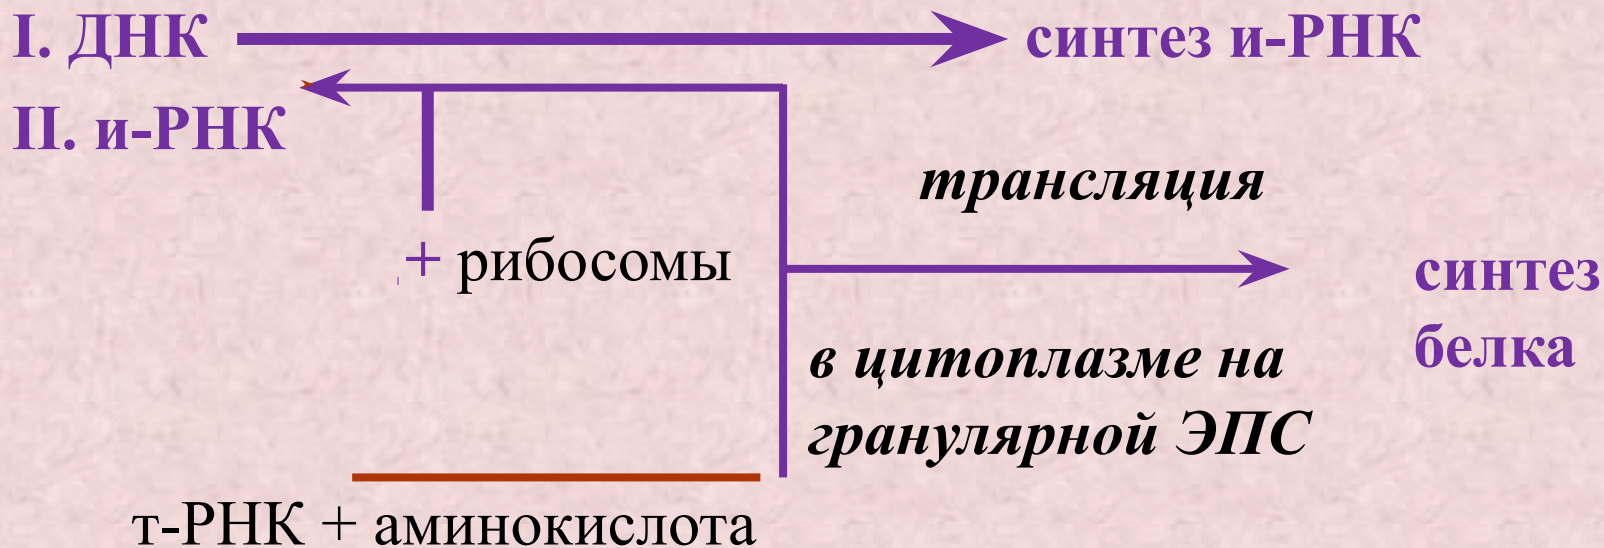 I. ДНК
синтез и-РНК
II. и-РНК
трансляция
+ рибосомы
синтез
белка
в цитоплазме на
гранулярной ЭПС
т-РНК + аминокислота